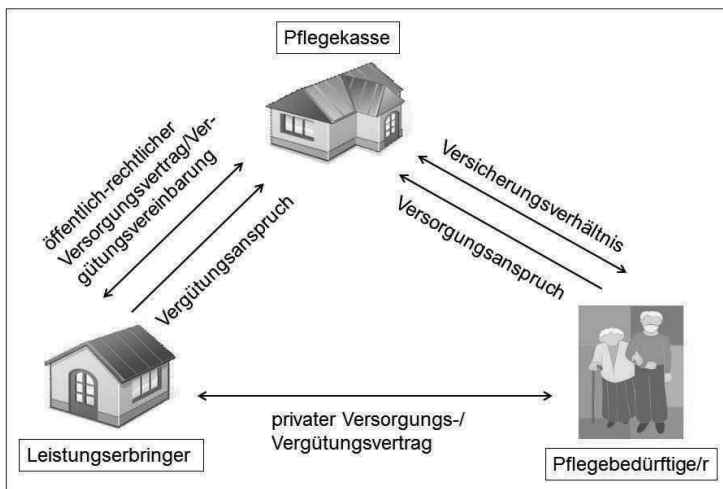 Pflegekasse
öffentlich-rechtlicher
Versorgungsvertrag/Ver-
gütungsvereinbarung
Vergütungsanspruch
Versicherungsverhältnis
Versorgungsanspruch
privater Versorgungs-/
Vergütungsvertrag
Leistungserbringer
Pflegebedürftige/r